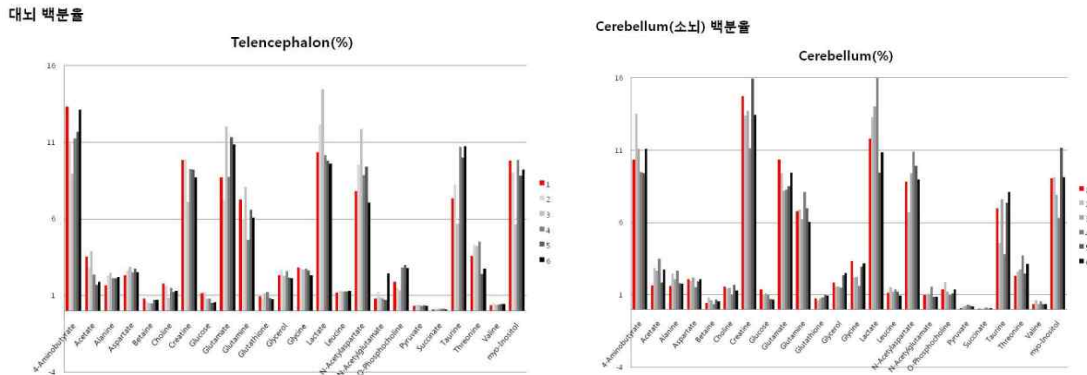 대뇌 백분율
Telencephalon(%)
16
11
6
1
-4
4-Aminobutyrate
Acetate
Alanine
Aspartate
Betaine
Choline
Creatine
Glucose
Glutamate
Glutamine
Glutathione
Glycerol
Glycine
Lactate
Leucine
N-Acetylaspartate
N-Acetylglutamate
O-Phosphocholine
Pyruvate
Succinate
Taurine
Threonine
Valine
myo-Inositol
1
2
3
4
5
6
Cerebellum(소뇌) 백분율
Cerebellum(%)
16
11
6
1
-4
4-Aminobutyrate
Acetate
Alanine
Aspartate
Betaine
Choline
Creatine
Glucose
Glutamate
Glutamine
Glutathione
Glycerol
Glycine
Lactate
Leucine
N-Acetylaspartate
N-Acetylglutamate
O-Phosphocholine
Pyruvate
Succinate
Taurine
Threonine
Valine
myo-Inositol